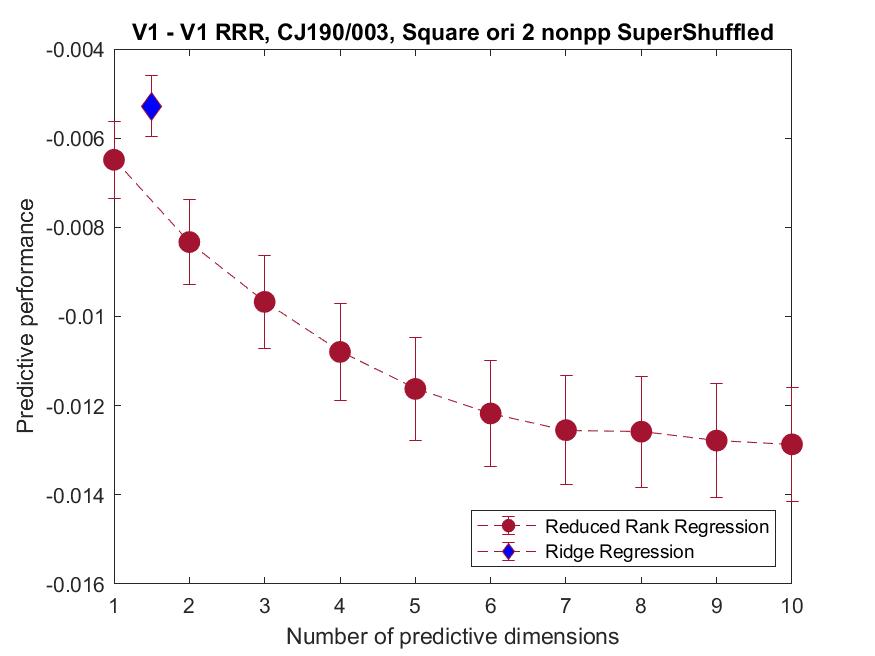 V1 - V1 RRR, CJ190/003, Square ori 2 nonpp SuperShuffled
-0.004
-0.006
-0.008
-0.01
-0.012
-0.014
-0.016
Predictive performance
Reduced Rank Regression
Ridge Regression
1 2 3 4 5 6 7 8 9 10
Number of predictive dimensions